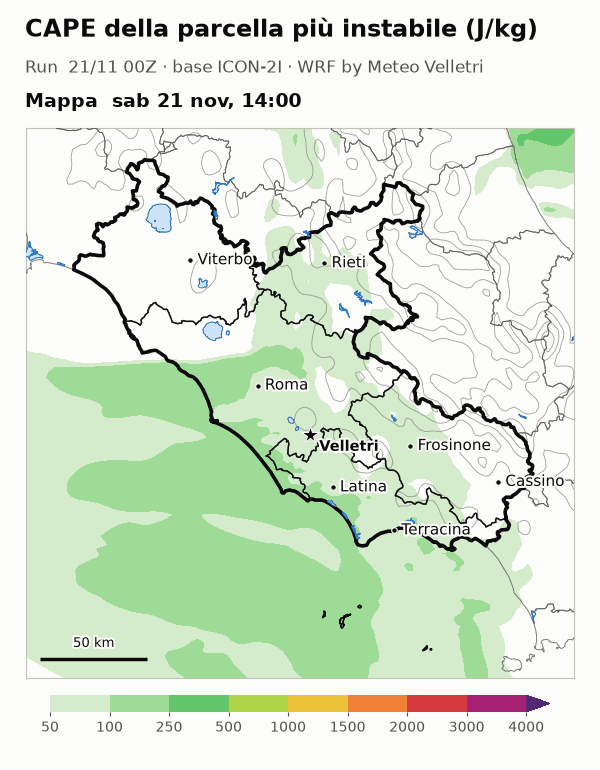 CAPE della parcella più instabile (J/kg)
Run  21/11 00Z · base ICON-2I · WRF by Meteo Velletri
Mappa  sab 21 nov, 14:00
Viterbo
Rieti
Roma
Velletri
Frosinone
Latina
Cassino
Terracina
50 km
50 100 250 500 1000 1500 2000 3000 4000